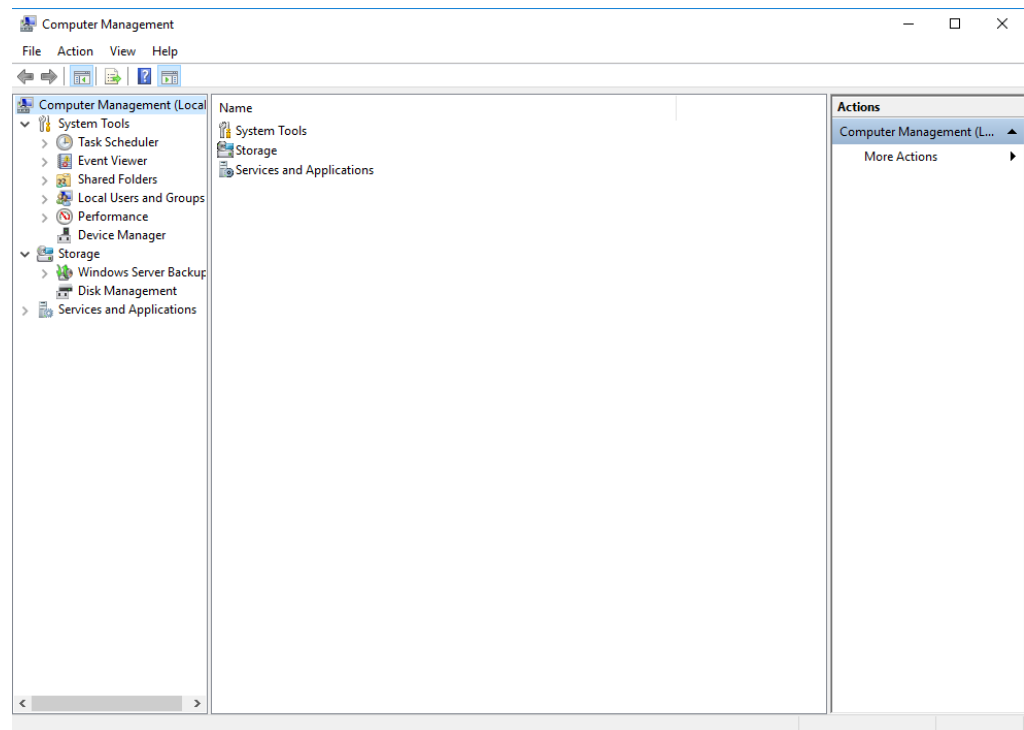 Computer Management
File Action View Help
Computer Management (Local
System Tools
Task Scheduler
Event Viewer
Shared Folders
Local Users and Groups
Performance
Device Manager
Storage
Windows Server Backup
Disk Management
Services and Applications
Name
System Tools
Storage
Services and Applications
Actions
Computer Management (L...
More Actions